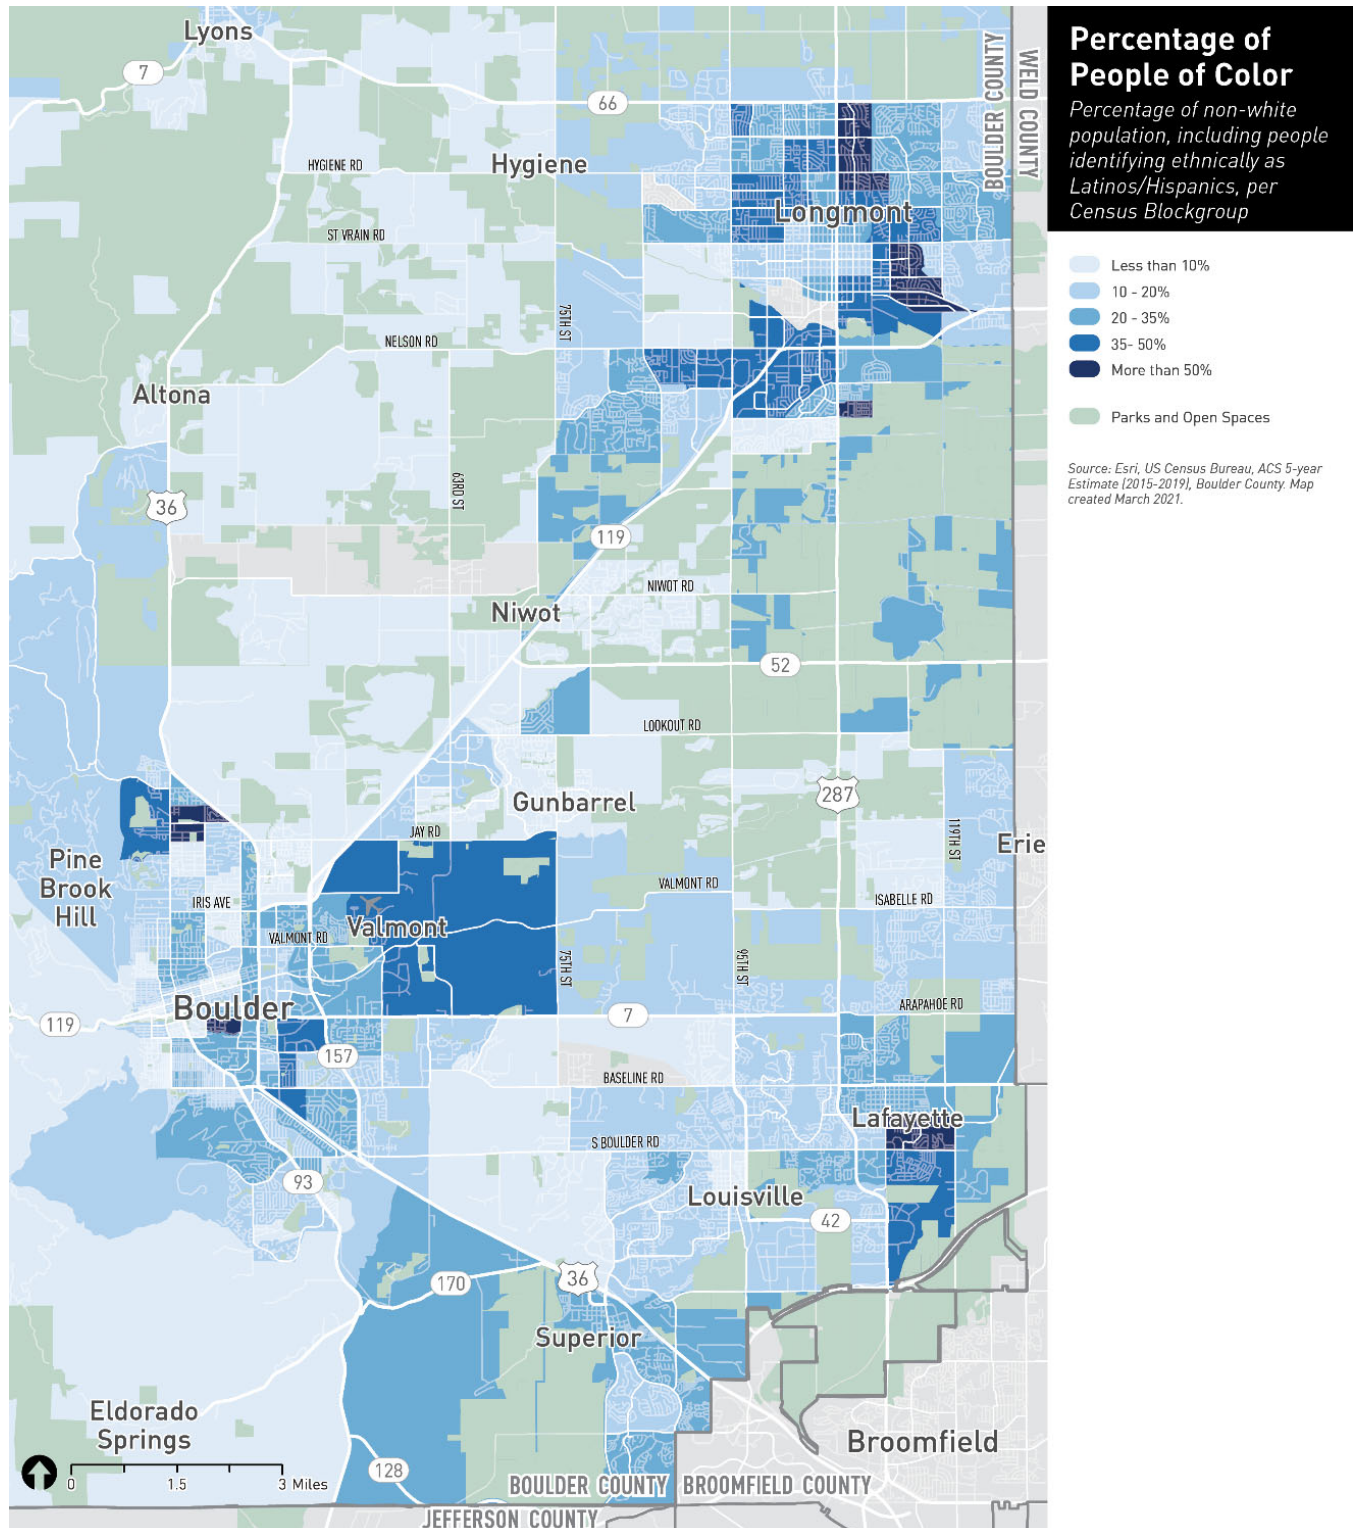 Percentage of
People of Color
Percentage of non-white
population, including people
identifying ethnically as
Latinos/Hispanics, per
Census Blockgroup
Less than 10%
10 - 20%
20 - 35%
35- 50%
More than 50%
Parks and Open Spaces
Source: Esri, US Census Bureau, ACS 5-year
Estimate (2015-2019), Boulder County. Map
created March 2021.
Lyons
7
66
BOULDER COUNTY
WELD COUNTY
HYGIENE RD
Hygiene
Longmont
ST VRAIN RD
75TH ST
NELSON RD
Altona
63RD ST
36
119
NIWOT RD
Niwot
52
LOOKOUT RD
Gunbarrel
287
JAY RD
119TH ST
Erie
Pine
Brook
Hill
VALMONT RD
ISABELLE RD
IRIS AVE
Valmont
VALMONT RD
75TH ST
95TH ST
Boulder
ARAPAHOE RD
119
7
157
BASELINE RD
Lafayette
S BOULDER RD
93
Louisville
42
170
36
Superior
Eldorado
Springs
Broomfield
128
0
1.5
3 Miles
BOULDER COUNTY
BROOMFIELD COUNTY
JEFFERSON COUNTY